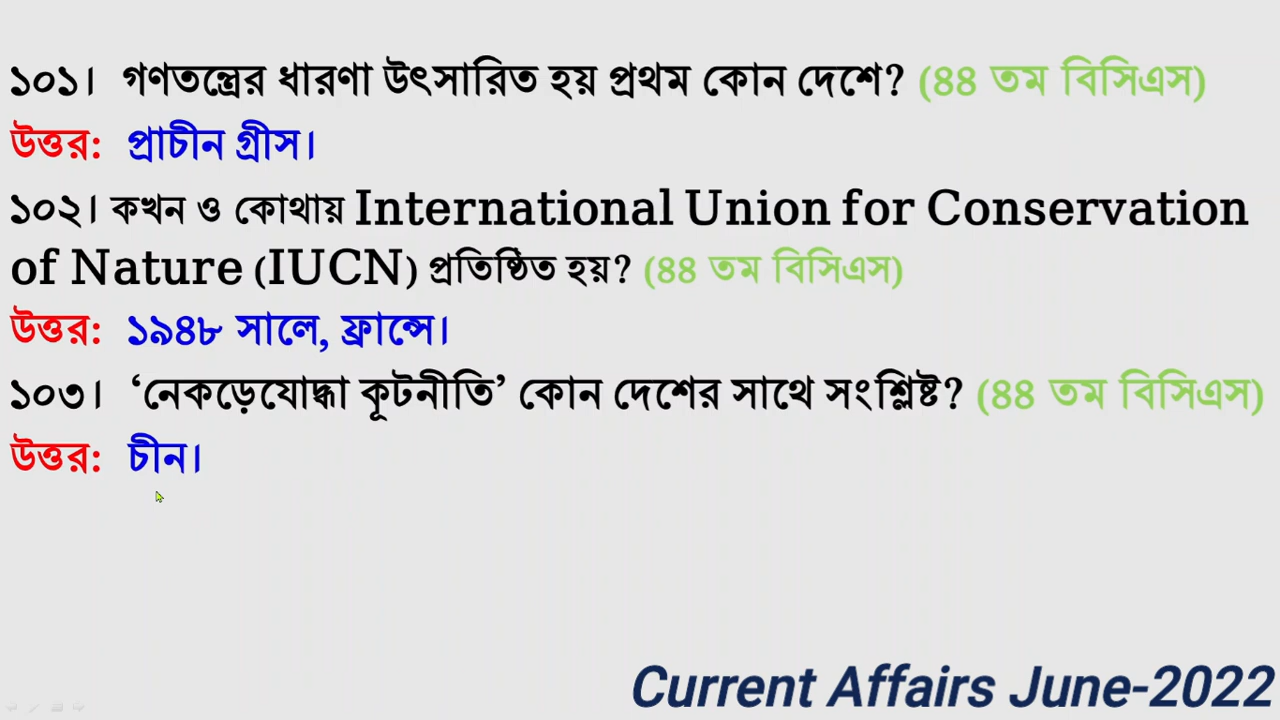 ১০১। গণতন্ত্রের ধারণা উৎসারিত হয় প্রথম কোন দেশে? (৪৪ তম বিসিএস)
উত্তর: প্রাচীন গ্রীস।
১০২। কখন ও কোথায় International Union for Conservation
of Nature (IUCN) প্রতিষ্ঠিত হয়? (৪৪ তম বিসিএস)
উত্তর: ১৯৪৮ সালে, ফ্রান্সে।
১০৩। ‘নেকড়েযোদ্ধা কূটনীতি’ কোন দেশের সাথে সংশ্লিষ্ট? (৪৪ তম বিসিএস)
উত্তর: চীন।
Current Affairs June-2022